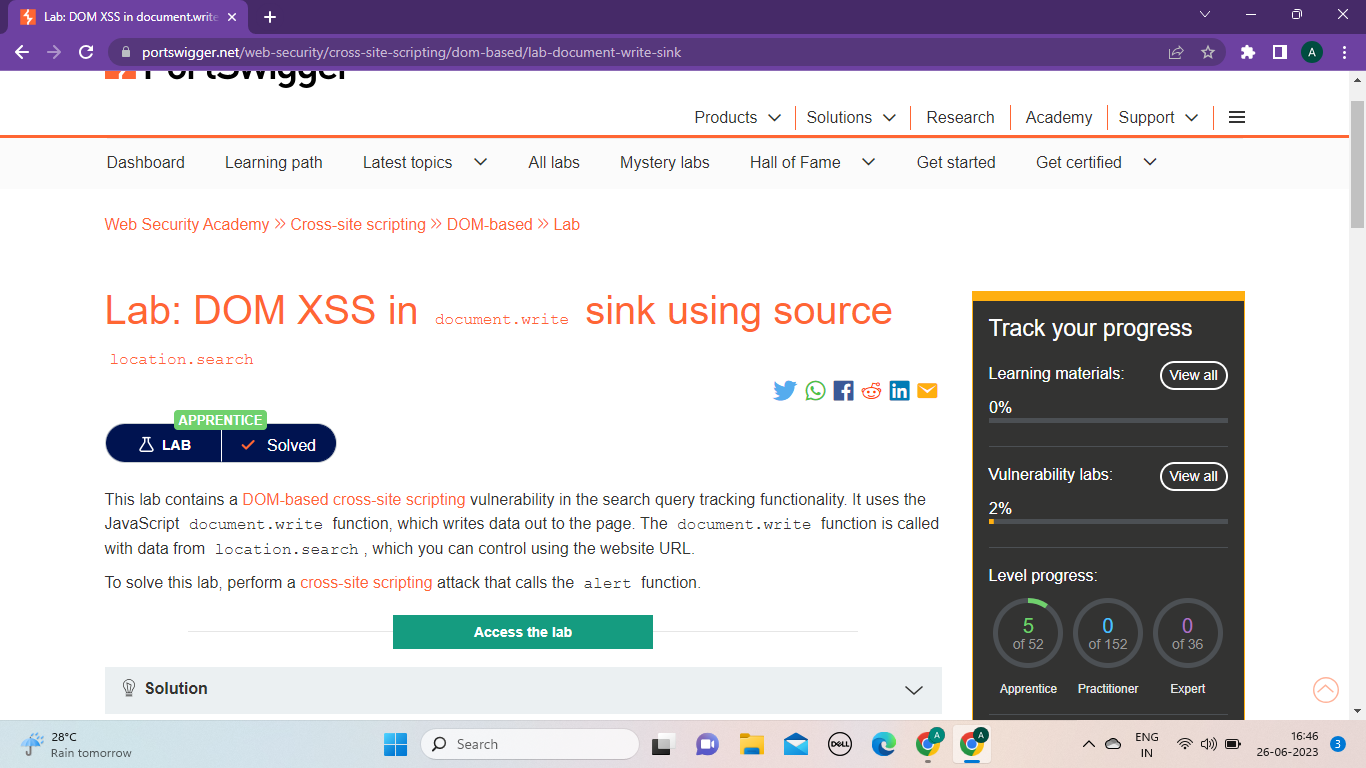 Lab: DOM XSS in document.write
portswigger.net/web-security/cross-site-scripting/dom-based/lab-document-write-sink
A
PortSwigger
Products Solutions Research Academy Support
Dashboard Learning path Latest topics All labs Mystery labs Hall of Fame Get started Get certified
Web Security Academy >> Cross-site scripting >> DOM-based >> Lab
Lab: DOM XSS in document.write sink using source
location.search
APPRENTICE
LAB Solved
This lab contains a DOM-based cross-site scripting vulnerability in the search query tracking functionality. It uses the
JavaScript document.write function, which writes data out to the page. The document.write function is called
with data from location.search , which you can control using the website URL.
To solve this lab, perform a cross-site scripting attack that calls the alert function.
Access the lab
Solution
Track your progress
Learning materials: View all
0%
Vulnerability labs: View all
2%
Level progress:
5 0 0
of 52 of 152 of 36
Apprentice Practitioner Expert
28°C
Rain tomorrow
Search
DELL
A
A
ENG
IN
16:46
26-06-2023
3